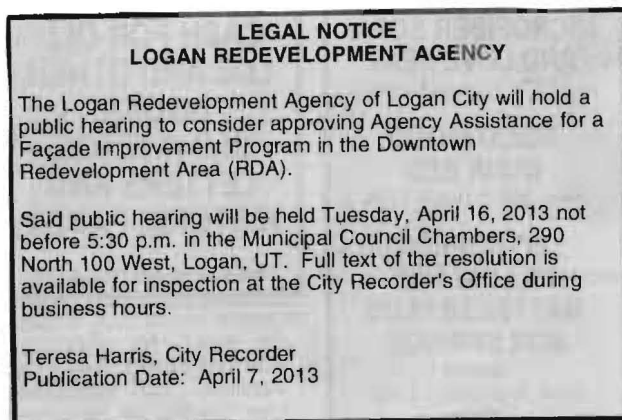 LEGAL NOTICE
LOGAN REDEVELOPMENT AGENCY
The Logan Redevelopment Agency of Logan City will hold a
public hearing to consider approving Agency Assistance for a
Façade Improvement Program in the Downtown
Redevelopment Area (RDA).
Said public hearing will be held Tuesday, April 16, 2013 not
before 5:30 p.m. in the Municipal Council Chambers, 290
North 100 West, Logan, UT.  Full text of the resolution is
available for inspection at the City Recorder's Office during
business hours.
Teresa Harris, City Recorder
Publication Date:  April 7, 2013